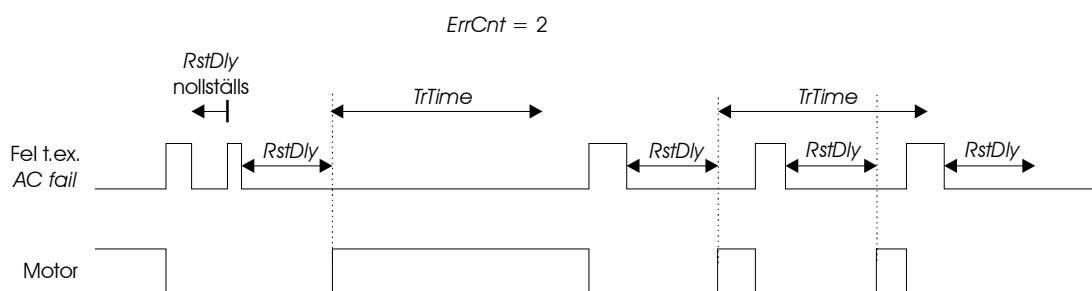 ErrCnt = 2
RstDly
nollställs
TrTime
TrTime
Fel t.ex.
AC fail
RstDly
RstDly
RstDly
RstDly
Motor